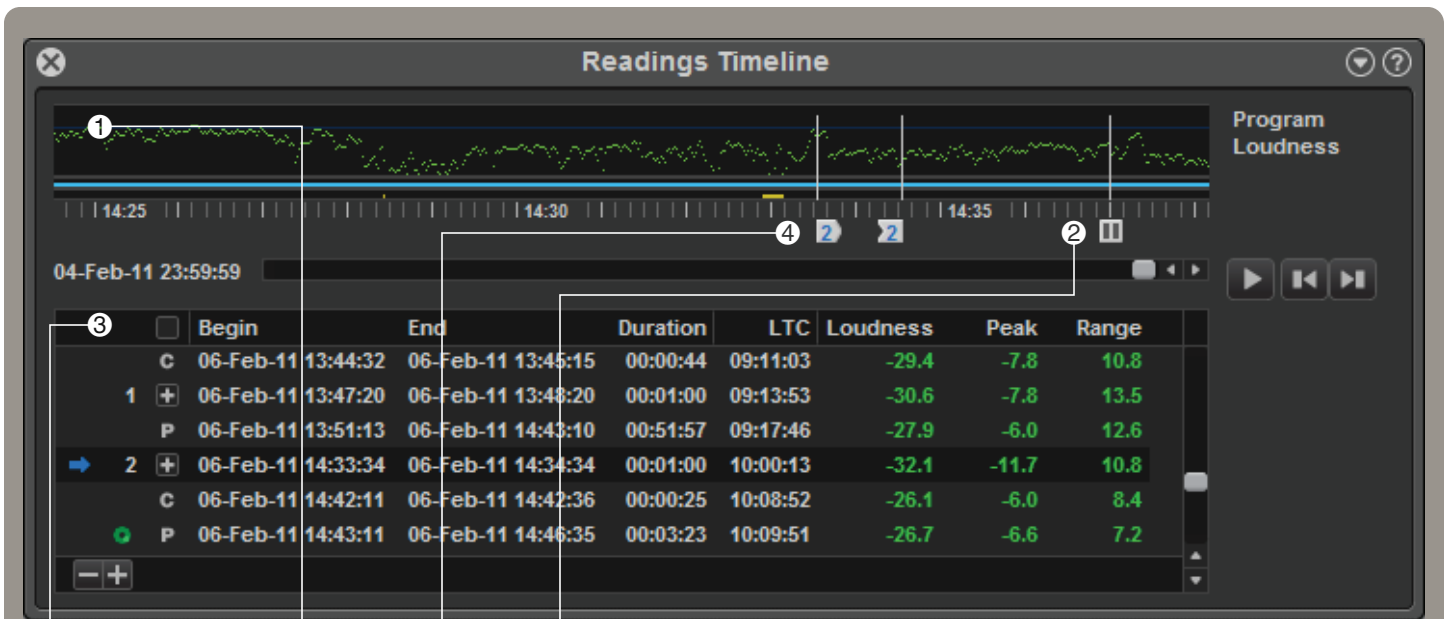 Readings Timeline
?
Program
Loudness
1
14:25 14:30 14:35
4 2 2 2
04-Feb-11 23:59:59
3 Begin End Duration LTC Loudness Peak Range
C 06-Feb-11 13:44:32 06-Feb-11 13:45:15 00:00:44 09:11:03 -29.4 -7.8 10.8
1 + 06-Feb-11 13:47:20 06-Feb-11 13:48:20 00:01:00 09:13:53 -30.6 -7.8 13.5
P 06-Feb-11 13:51:13 06-Feb-11 14:43:10 00:51:57 09:17:46 -27.9 -6.0 12.6
2 + 06-Feb-11 14:33:34 06-Feb-11 14:34:34 00:01:00 10:00:13 -32.1 -11.7 10.8
C 06-Feb-11 14:42:11 06-Feb-11 14:42:36 00:00:25 10:08:52 -26.1 -6.0 8.4
P 06-Feb-11 14:43:11 06-Feb-11 14:46:35 00:03:23 10:09:51 -26.7 -6.6 7.2
- +